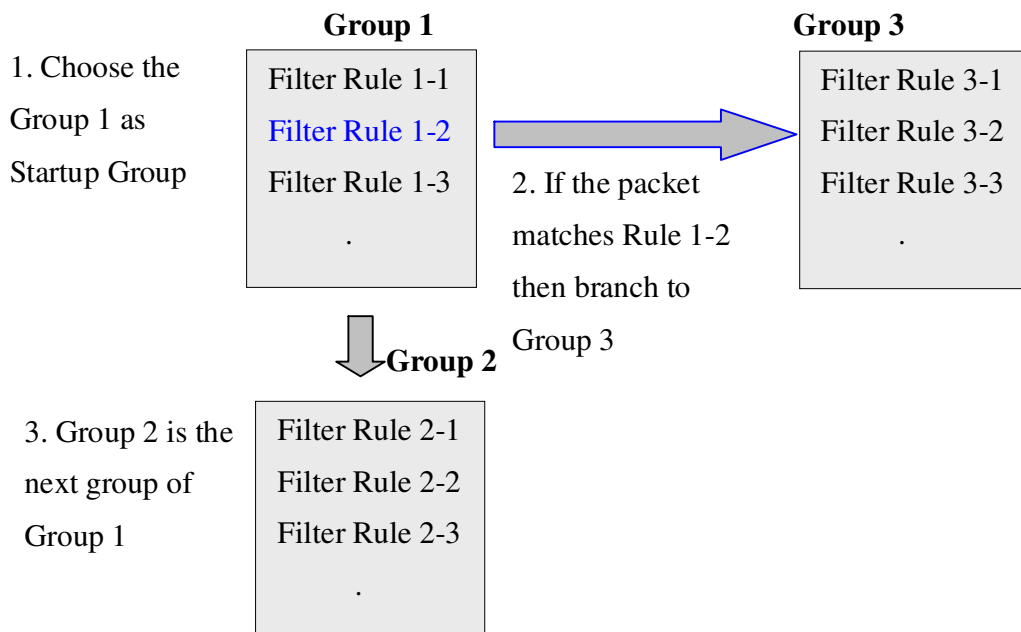 Group 1
1. Choose the
Group 1 as
Startup Group
Filter Rule 1-1
Filter Rule 1-2
Filter Rule 1-3
.
2. If the packet
matches Rule 1-2
then branch to
Group 3
Group 3
Filter Rule 3-1
Filter Rule 3-2
Filter Rule 3-3
.
Group 2
3. Group 2 is the
next group of
Group 1
Filter Rule 2-1
Filter Rule 2-2
Filter Rule 2-3
.